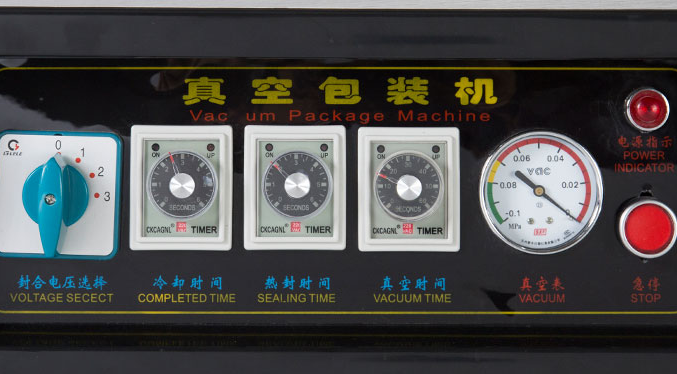 真空包装机
Vac um Package Machine
0
1
2
3
ON UP
SECONDS
CKCAGNL TIMER
ON UP
SECONDS
CKCAGNL TIMER
ON UP
SECONDS
CKCAGNL TIMER
0.06 0.04
vac
0.08 0.02
-0.1 0
MPa
电源指示
POWER
INDICATOR
封合电压选择
VOLTAGE SECECT
冷却时间
COMPLETED TIME
热封时间
SEALING TIME
真空时间
VACUUM TIME
真空表
VACUUM
急停
STOP